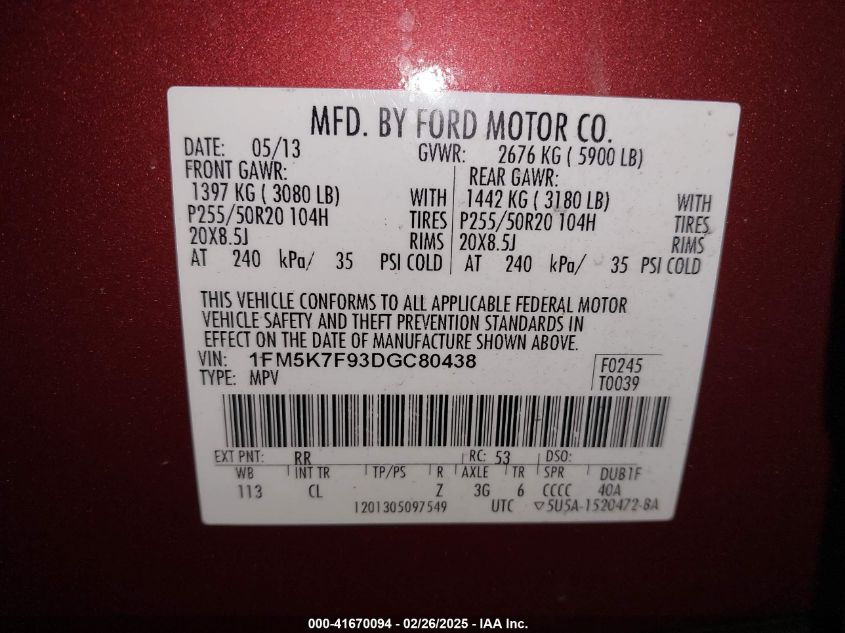 MFD. BY FORD MOTOR CO.
DATE: 05/13 GVWR: 2676 KG ( 5900 LB)
FRONT GAWR: REAR GAWR:
1397 KG ( 3080 LB) WITH 1442 KG ( 3180 LB) WITH
P255/50R20 104H TIRES P255/50R20 104H TIRES
20X8.5J RIMS 20X8.5J RIMS
AT 240 kPa/ 35 PSI COLD AT 240 kPa/ 35 PSI COLD
THIS VEHICLE CONFORMS TO ALL APPLICABLE FEDERAL MOTOR
VEHICLE SAFETY AND THEFT PREVENTION STANDARDS IN
EFFECT ON THE DATE OF MANUFACTURE SHOWN ABOVE.
VIN: 1FM5K7F93DGC80438 F0245
TYPE: MPV T0039
EXT PNT: RR RC: 53 DSO:
WB INT TR TP/PS R AXLE TR SPR DUB1F
113 CL Z 3G 6 CCCC 40A
1201305097549 UTC ▽5U5A-1520472-BA
000-41670094 - 02/26/2025 - IAA Inc.